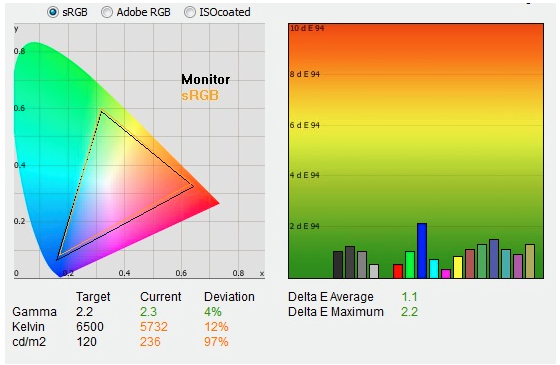 sRGB Adobe RGB ISOcoated
y
10 d E 94
0.8
8 d E 94
Monitor
sRGB
0.6
6 d E 94
0.4
4 d E 94
0.2
2 d E 94
0 0.2 0.4 0.6 0.8 x
Target Current Deviation
Gamma 2.2 2.3 4%
Kelvin 6500 5732 12%
cd/m2 120 236 97%
Delta E Average 1.1
Delta E Maximum 2.2